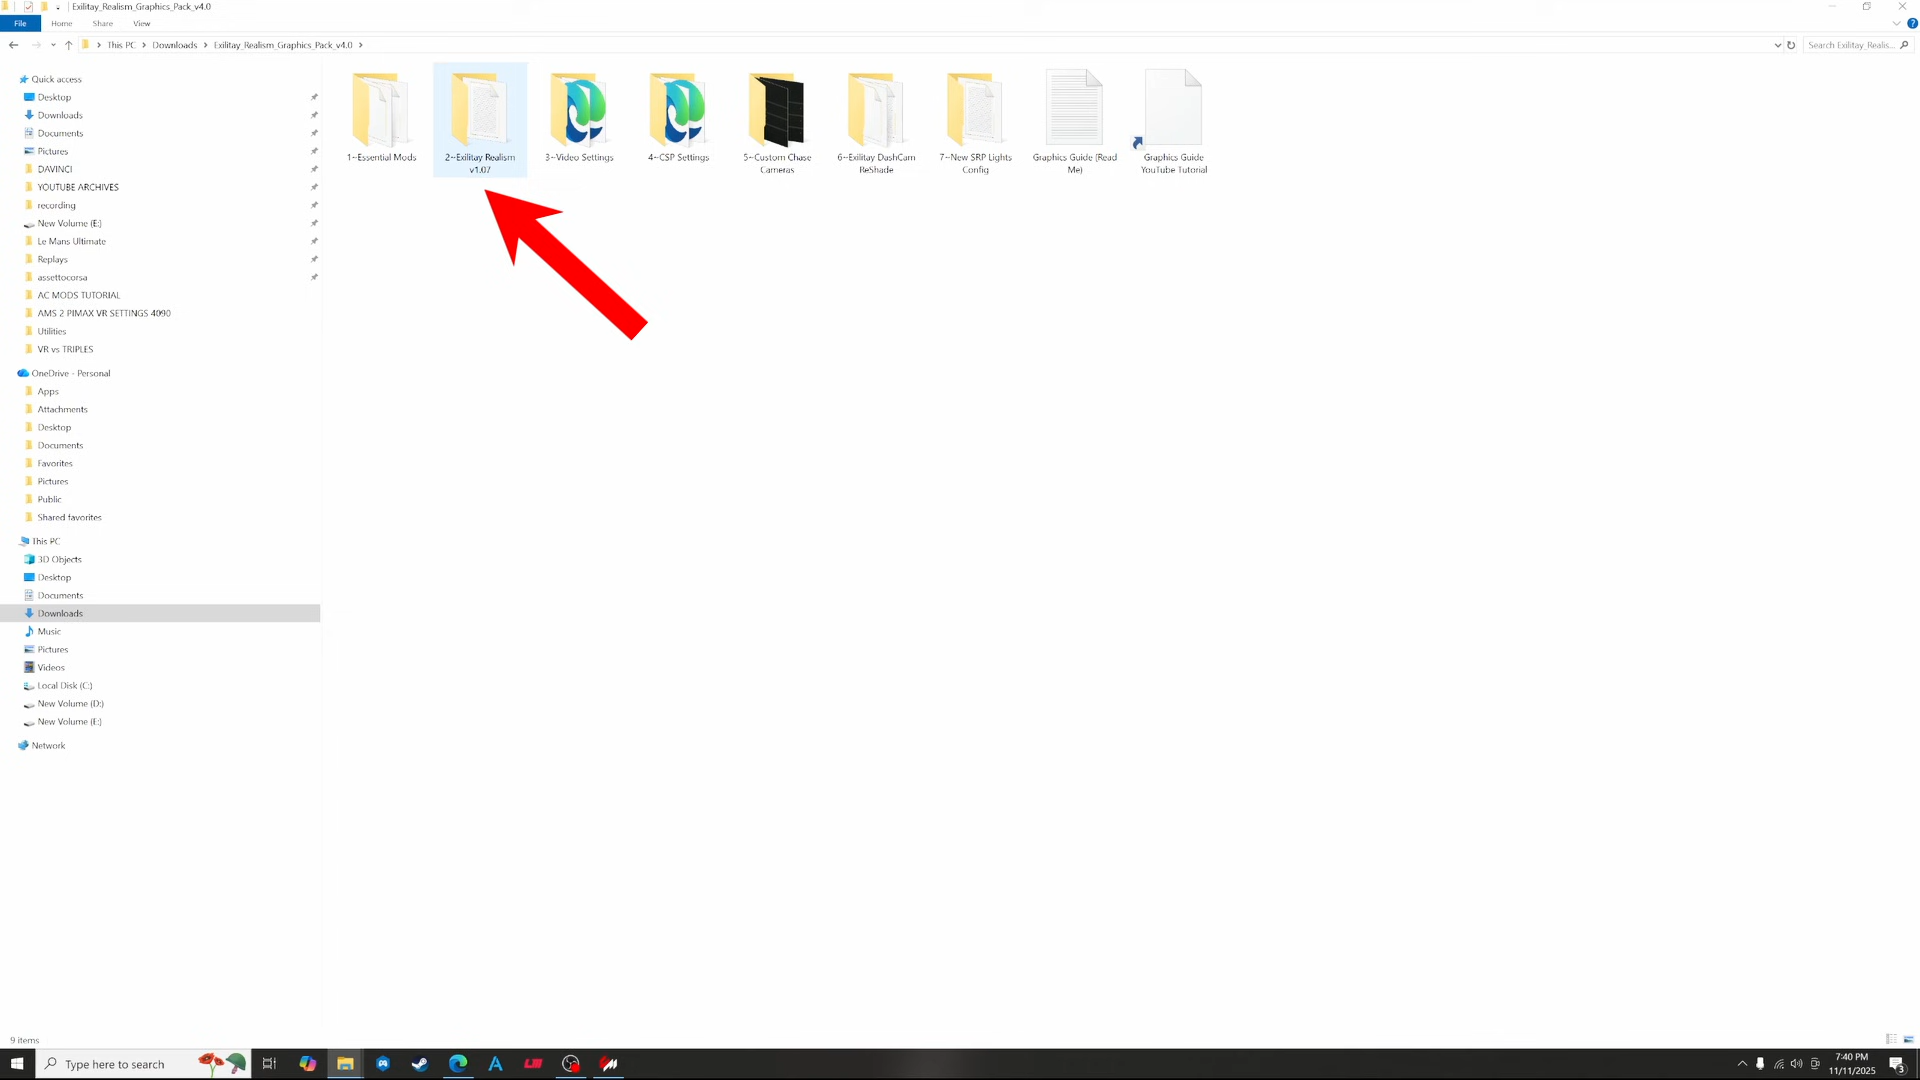 Exilitay_Realism_Graphics_Pack_v4.0
File
Home
Share
View
This PC
Downloads
Exilitay_Realism_Graphics_Pack_v4.0
Search Exilitay_Realis...
Quick access
Desktop
Downloads
Documents
Pictures
DAVINCI
YOUTUBE ARCHIVES
recording
New Volume (E:)
Le Mans Ultimate
Replays
assettocorsa
AC MODS TUTORIAL
AMS 2 PIMAX VR SETTINGS 4090
Utilities
VR vs TRIPLES
OneDrive - Personal
Apps
Attachments
Desktop
Documents
Favorites
Pictures
Public
Shared favorites
This PC
3D Objects
Desktop
Documents
Downloads
Music
Pictures
Videos
Local Disk (C:)
New Volume (D:)
New Volume (E:)
Network
1~Essential Mods
2~Exilitay Realism
v1.07
3~Video Settings
4~CSP Settings
5~Custom Chase
Cameras
6~Exilitay DashCam
ReShade
7~New SRP Lights
Config
Graphics Guide (Read
Me)
Graphics Guide
YouTube Tutorial
9 items
Type here to search
7:40 PM
11/11/2025
3